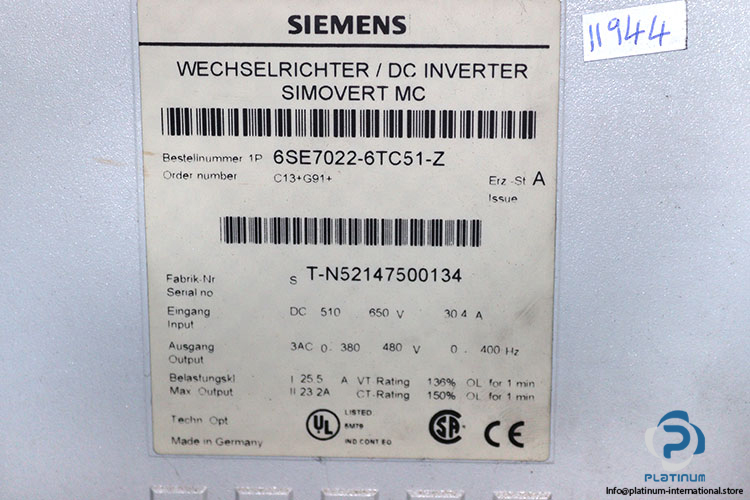 SIEMENS
11944
WECHSELRICHTER / DC INVERTER
SIMOVERT MC
Bestellnummer 1P 6SE7022-6TC51-Z
Order number C13+G91+
Erz.-St A
Issue
Fabrik-Nr S T-N52147500134
Serial no
Eingang DC 510 650 V 30.4 A
Input
Ausgang 3AC 0. 380 480 V 0. 400 Hz
Output
Belastungskl I 25.5 A VT Rating 136% OL for 1 min
Max. Output II 23.2A CT-Rating 150% OL for 1 min
Techn. Opt
Made in Germany
UL
LISTED
5M76
IND CONT EQ
SA
CE
PLATINUM
INTERNATIONAL
Info@platinum-international.store